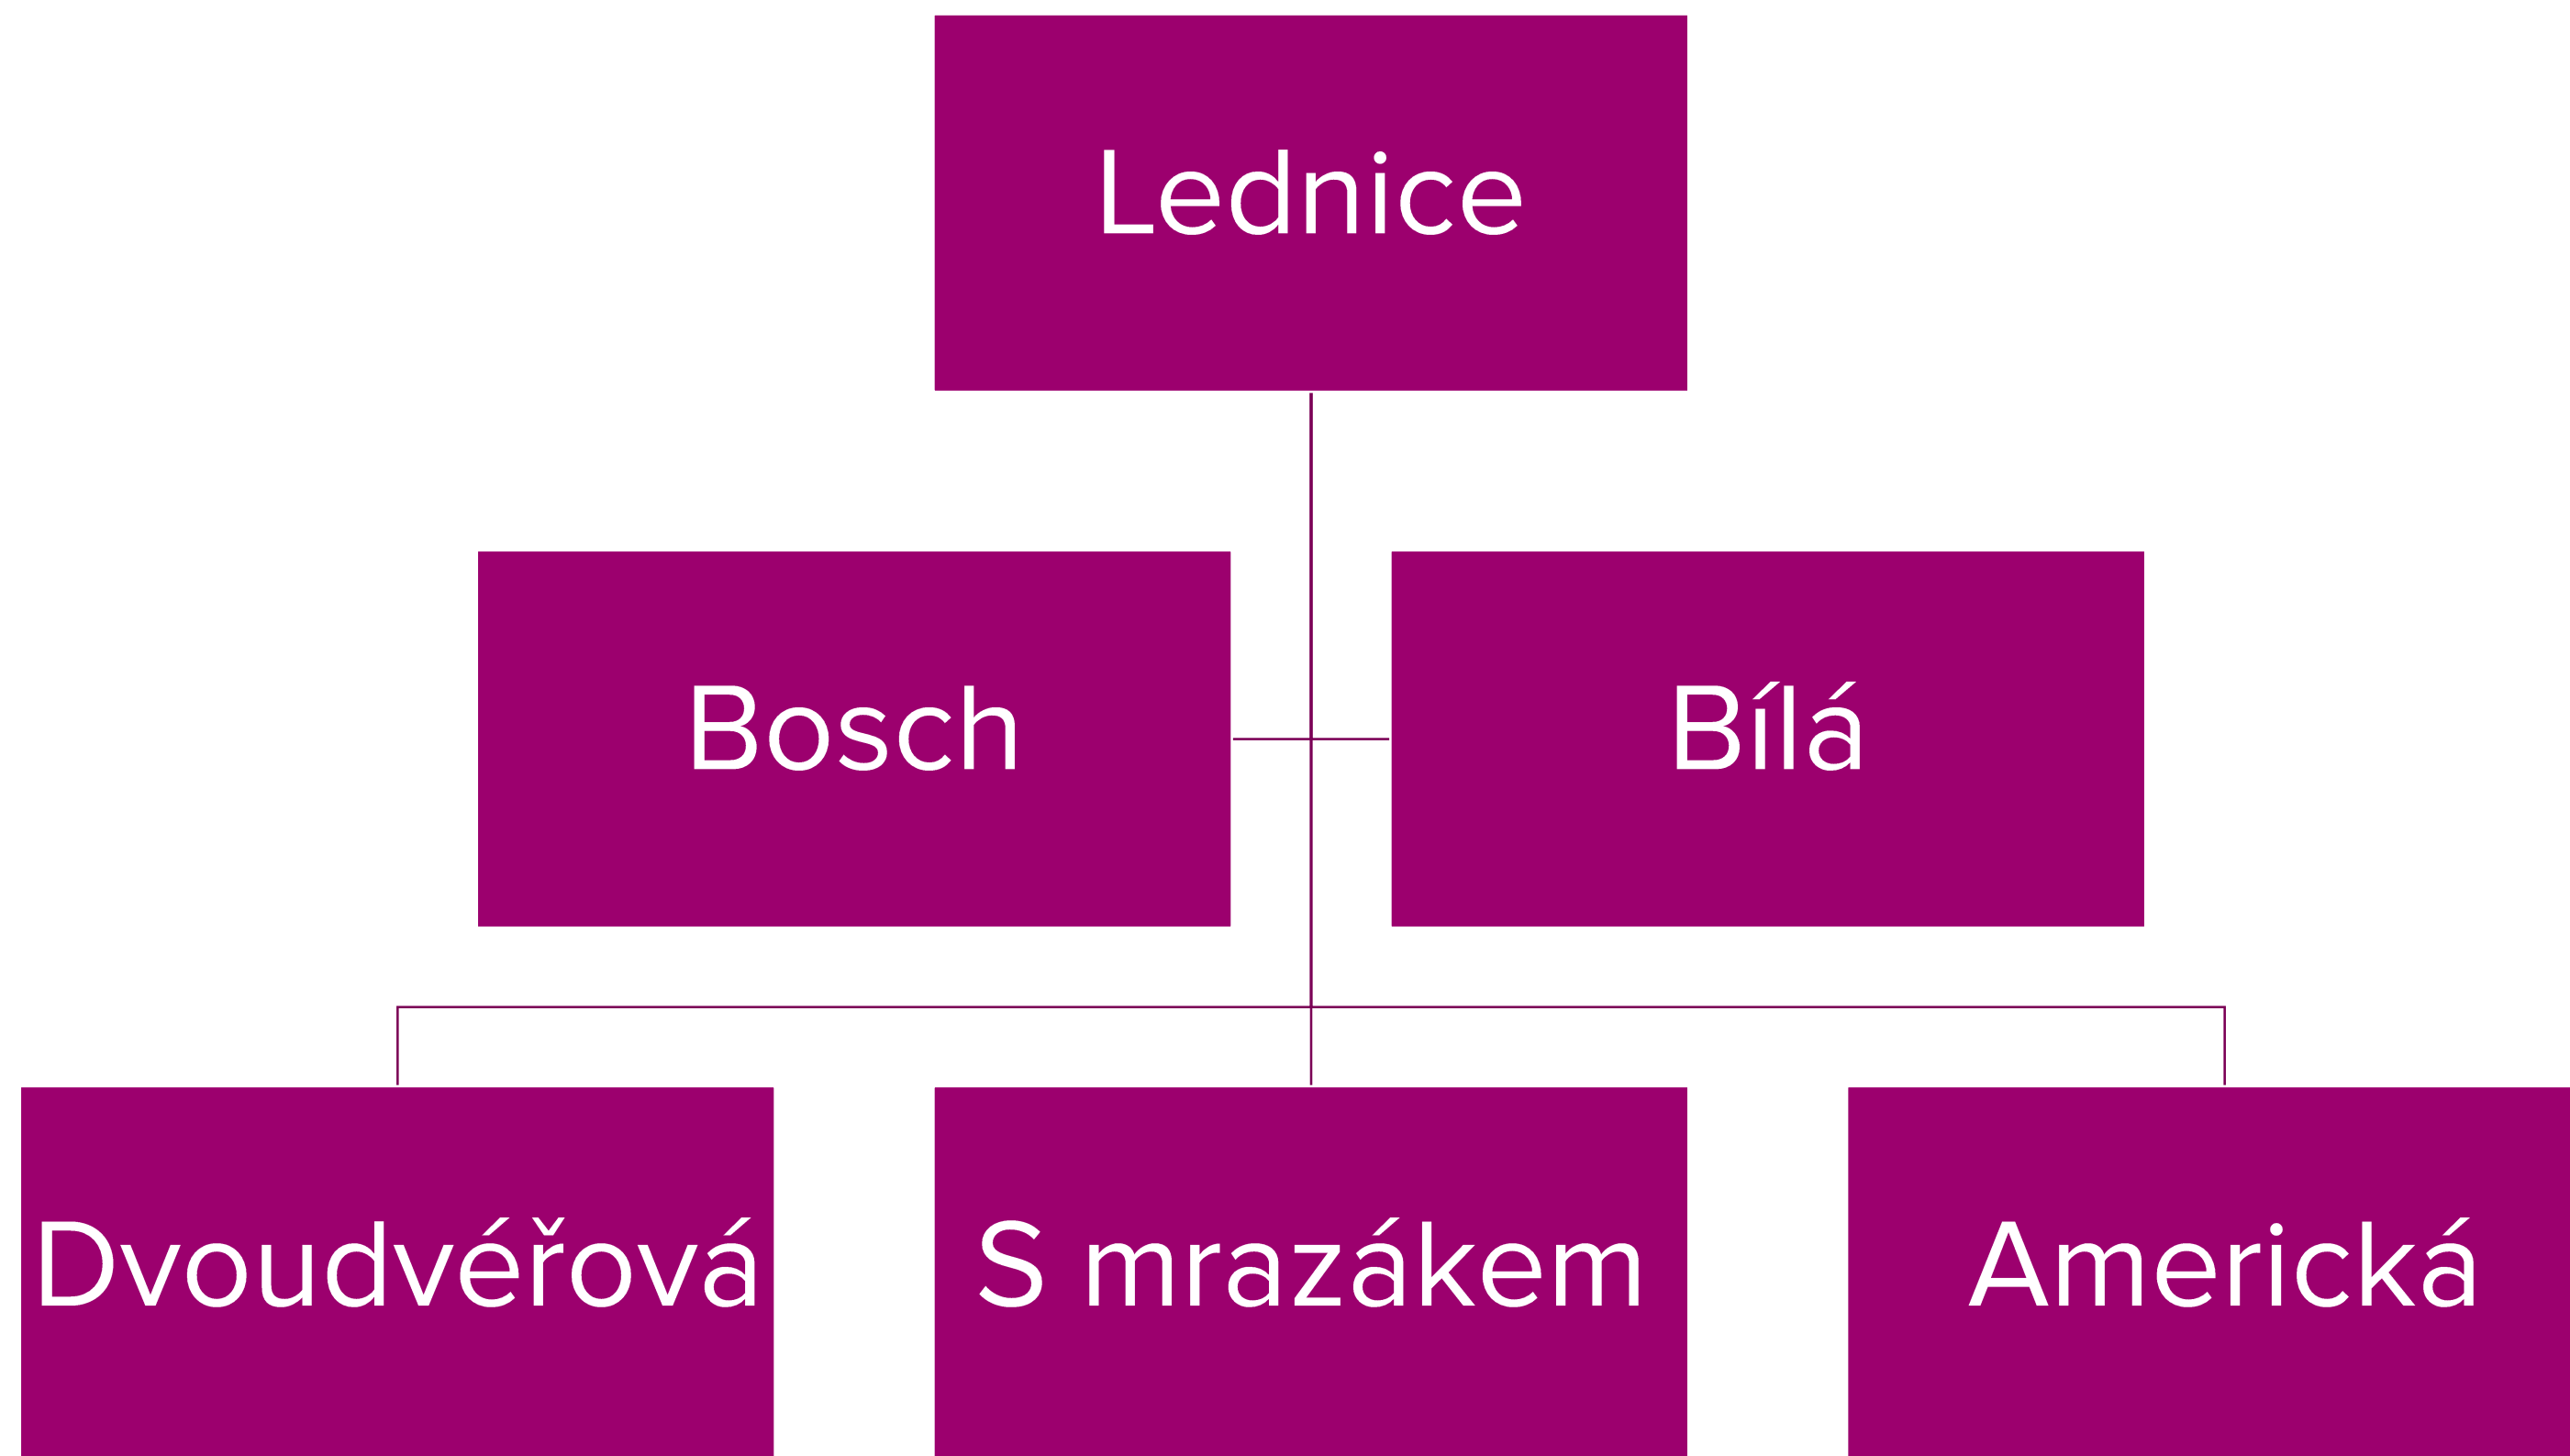 Lednice
Bosch
Bílá
Dvoudvéřová
S mrazákem
Americká